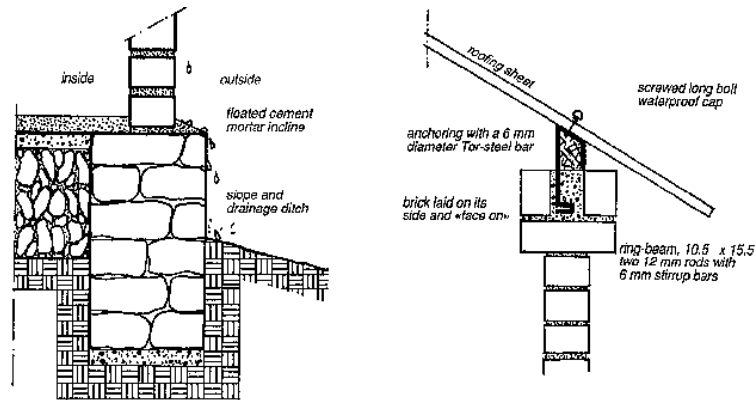 inside
outside
floated cement
mortar incline
slope and
drainage ditch
roofing sheet
screwed long bolt
waterproof cap
anchoring with a 6 mm
diameter Tor-steel bar
brick laid on its
side and «face on»
ring-beam, 10.5 x 15.5
two 12 mm rods with
6 mm stirrup bars